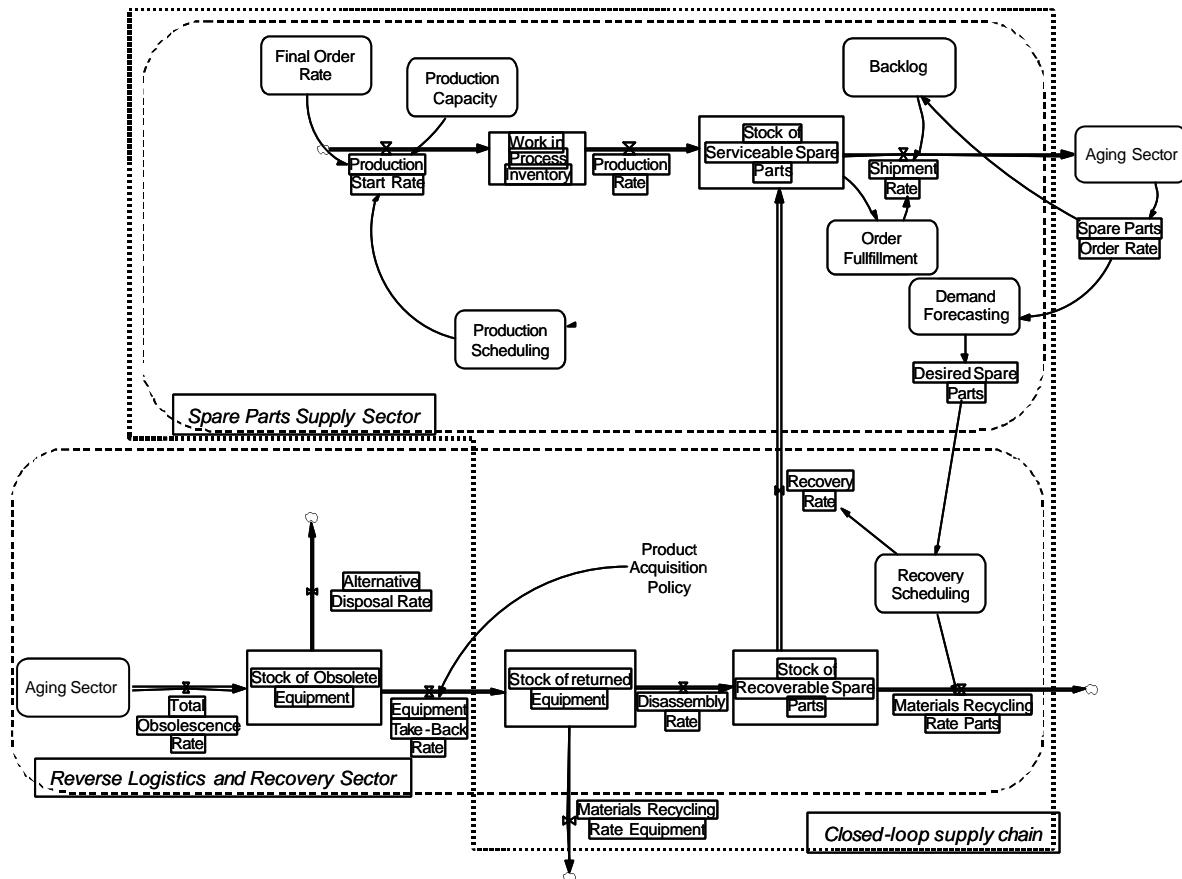 Final Order
Rate
Production
Capacity
Backlog
Work in
Process
Inventory
Stock of
Serviceable Spare
Parts
Production
Start Rate
Production
Rate
Shipment
Rate
Aging Sector
Order
Fullfillment
Spare Parts
Order Rate
Demand
Forecasting
Production
Scheduling
Desired Spare
Parts
Spare Parts Supply Sector
Recovery
Rate
Product
Acquisition
Policy
Recovery
Scheduling
Alternative
Disposal Rate
Aging Sector
Stock of Obsolete
Equipment
Stock of returned
Equipment
Stock of
Recoverable Spare
Parts
Total
Obsolescence
Rate
Equipment
Take-Back
Rate
Disassembly
Rate
Materials Recycling
Rate Parts
Reverse Logistics and Recovery Sector
Materials Recycling
Rate Equipment
Closed-loop supply chain